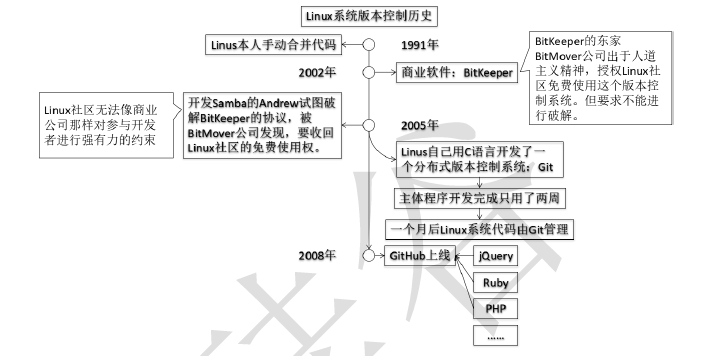 Linux系统版本控制历史
Linus本人手动合并代码
1991年
2002年
商业软件：BitKeeper
BitKeeper的东家
BitMover公司出于人道
主义精神，授权Linux社
区免费使用这个版本控
制系统。但要求不能进
行破解。
Linux社区无法像商业
公司那样对参与开发
者进行强有力的约束
开发Samba的Andrew试图破
解BitKeeper的协议，被
BitMover公司发现，要收回
Linux社区的免费使用权。
2005年
Linus自己用C语言开发了一
个分布式版本控制系统：Git
主体程序开发完成只用了两周
一个月后Linux系统代码由Git管理
2008年
GitHub上线
jQuery
Ruby
PHP
……